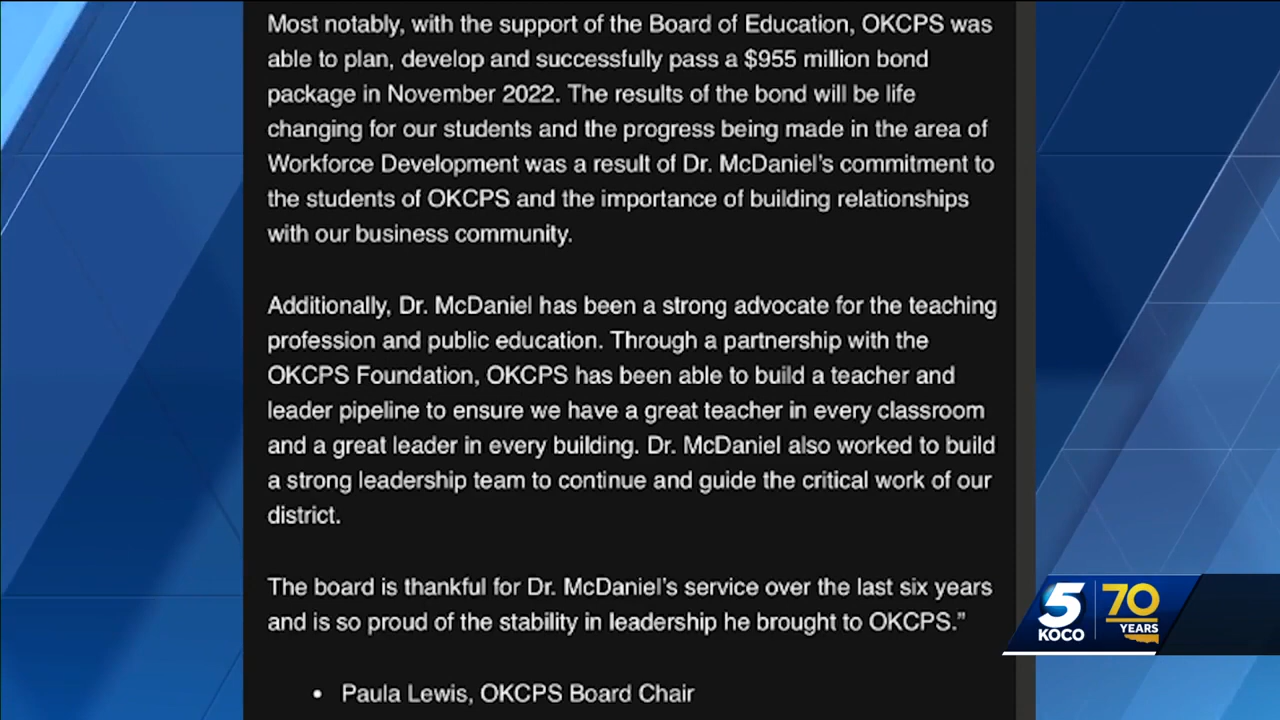 Most notably, with the support of the Board of Education, OKCPS was
able to plan, develop and successfully pass a $955 million bond
package in November 2022. The results of the bond will be life
changing for our students and the progress being made in the area of
Workforce Development was a result of Dr. McDaniel's commitment to
the students of OKCPS and the importance of building relationships
with our business community.
Additionally, Dr. McDaniel has been a strong advocate for the teaching
profession and public education. Through a partnership with the
OKCPS Foundation, OKCPS has been able to build a teacher and
leader pipeline to ensure we have a great teacher in every classroom
and a great leader in every building. Dr. McDaniel also worked to build
a strong leadership team to continue and guide the critical work of our
district.
The board is thankful for Dr. McDaniel's service over the last six years
and is so proud of the stability in leadership he brought to OKCPS.”
• Paula Lewis, OKCPS Board Chair
5
KOCO
70
YEARS